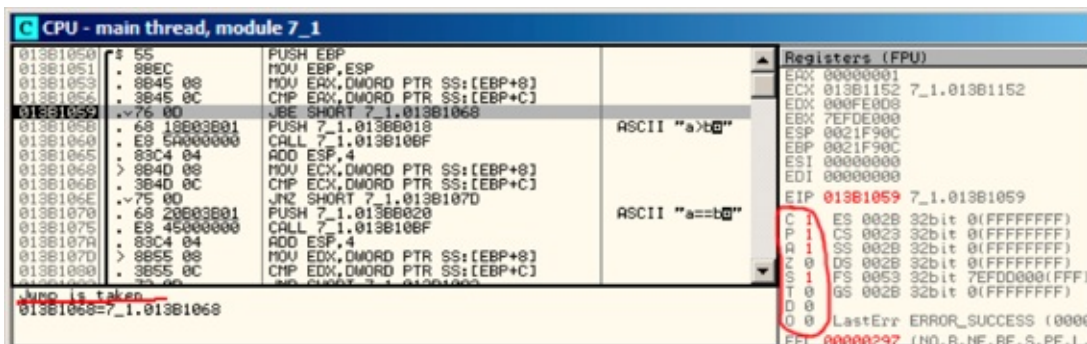 C CPU - main thread, module 7_1
013B1050 $ 55 PUSH EBP
013B1051 . 8BEC MOV EBP,ESP
013B1053 . 8B45 08 MOV EAX,DWORD PTR SS:[EBP+8]
013B1056 . 3B45 0C CMP EAX,DWORD PTR SS:[EBP+C]
013B1059 .v76 0D JBE SHORT 7_1.013B1068
013B105B . 68 18B03B01 PUSH 7_1.013BB018 ASCII "a>b"
013B1060 . E8 5A000000 CALL 7_1.013B10BF
013B1065 . 83C4 04 ADD ESP,4
013B1068 > 8B4D 08 MOV ECX,DWORD PTR SS:[EBP+8]
013B106B . 3B4D 0C CMP ECX,DWORD PTR SS:[EBP+C]
013B106E .v75 0D JNZ SHORT 7_1.013B107D
013B1070 . 68 20B03B01 PUSH 7_1.013BB020 ASCII "a==b"
013B1075 . E8 45000000 CALL 7_1.013B10BF
013B107A . 83C4 04 ADD ESP,4
013B107D > 8B55 08 MOV EDX,DWORD PTR SS:[EBP+8]
013B1080 . 3B55 0C CMP EDX,DWORD PTR SS:[EBP+C]
Jump is taken
013B1068=7_1.013B1068
Registers (FPU)
EAX 00000001
ECX 013B1152 7_1.013B1152
EDX 000FE0D8
EBX 7EFDE000
ESP 0021F90C
EBP 0021F90C
ESI 00000000
EDI 00000000
EIP 013B1059 7_1.013B1059
C 1 ES 002B 32bit 0(FFFFFFFF)
P 1 CS 0023 32bit 0(FFFFFFFF)
A 1 SS 002B 32bit 0(FFFFFFFF)
Z 0 DS 002B 32bit 0(FFFFFFFF)
S 1 FS 0053 32bit 7EFDD000(FFF)
T 0 GS 002B 32bit 0(FFFFFFFF)
D 0
O 0 LastErr ERROR_SUCCESS (0000
EFL 00000297 (NO,B,NE,BE,S,PE,L,